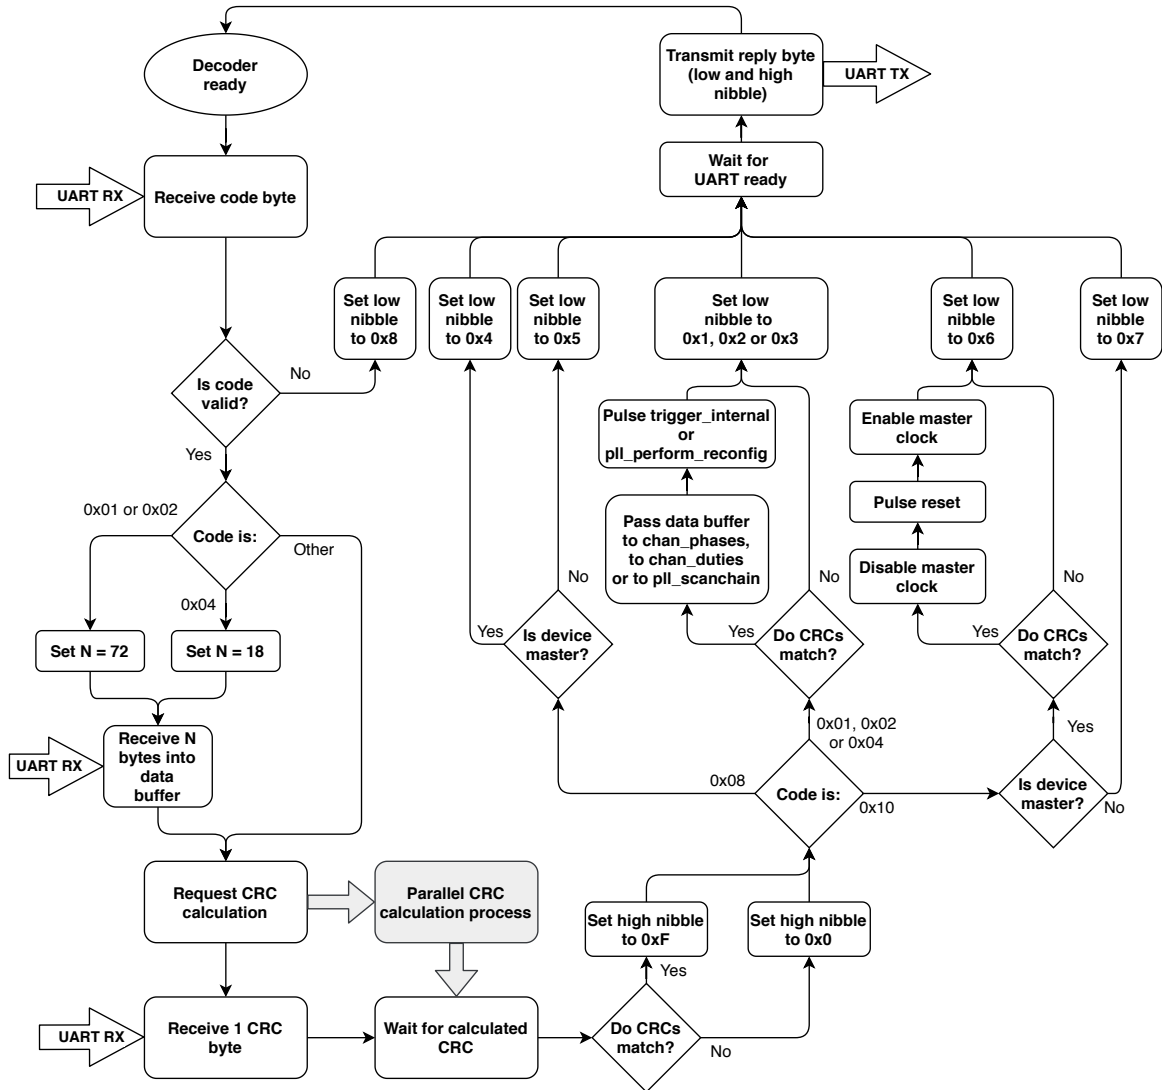 Decoder
ready
Transmit reply byte
(low and high
nibble)
UART TX
Wait for
UART ready
UART RX
Receive code byte
Set low
nibble
to 0x8
Set low
nibble
to 0x4
Set low
nibble
to 0x5
Set low
nibble to
0x1, 0x2 or 0x3
Set low
nibble
to 0x6
Set low
nibble
to 0x7
Is code
valid?
No
Yes
Pulse trigger_internal
or
pll_perform_reconfig
Enable master
clock
Pulse reset
Disable master
clock
Pass data buffer
to chan_phases,
to chan_duties
or to pll_scanchain
0x01 or 0x02
Code is:
Other
0x04
Set N = 72
Set N = 18
Yes
Is device
master?
No
Yes
Do CRCs
match?
No
Yes
Do CRCs
match?
No
UART RX
Receive N
bytes into
data
buffer
0x08
Code is:
0x01, 0x02
or 0x04
0x10
Is device
master?
Yes
No
Request CRC
calculation
Parallel CRC
calculation process
Set high nibble
to 0xF
Set high nibble
to 0x0
UART RX
Receive 1 CRC
byte
Wait for calculated
CRC
Do CRCs
match?
Yes
No